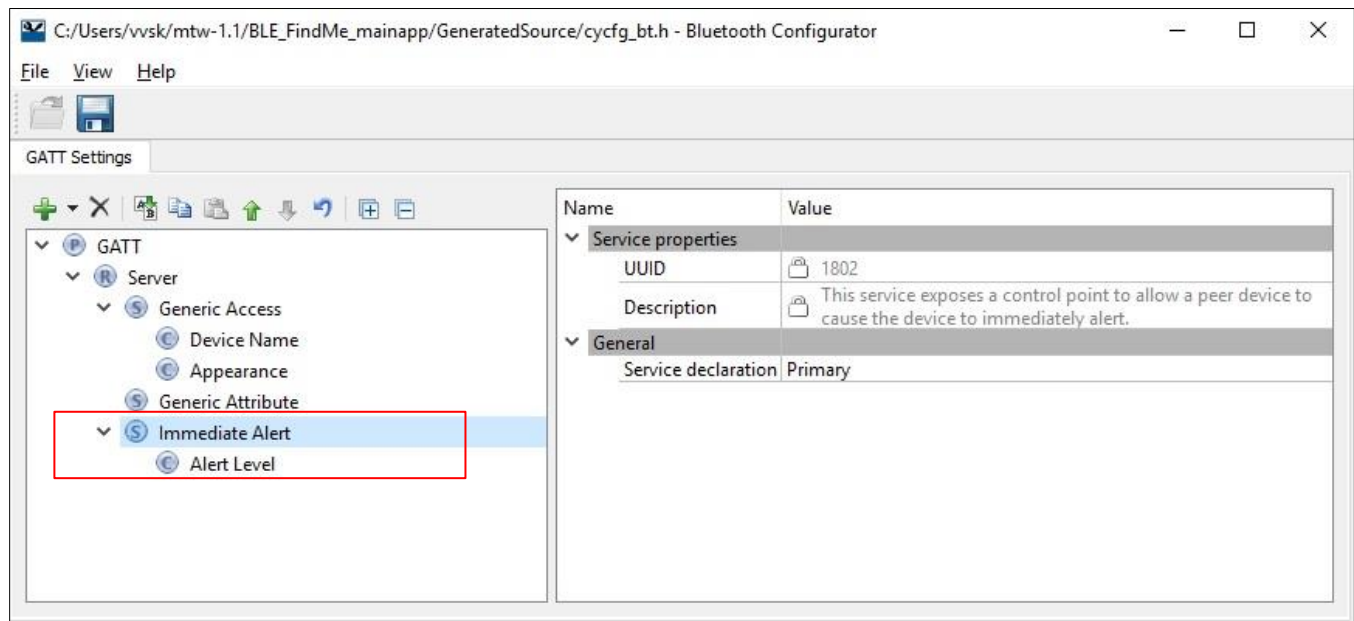 C:/Users/vvsk/mtw-1.1/BLE_FindMe_mainapp/GeneratedSource/cycfg_bt.h - Bluetooth Configurator
File View Help
GATT Settings
Name Value
P GATT
Service properties
R Server
UUID 1802
S Generic Access
Description This service exposes a control point to allow a peer device to
cause the device to immediately alert.
C Device Name
General
C Appearance
Service declaration Primary
S Generic Attribute
S Immediate Alert
C Alert Level